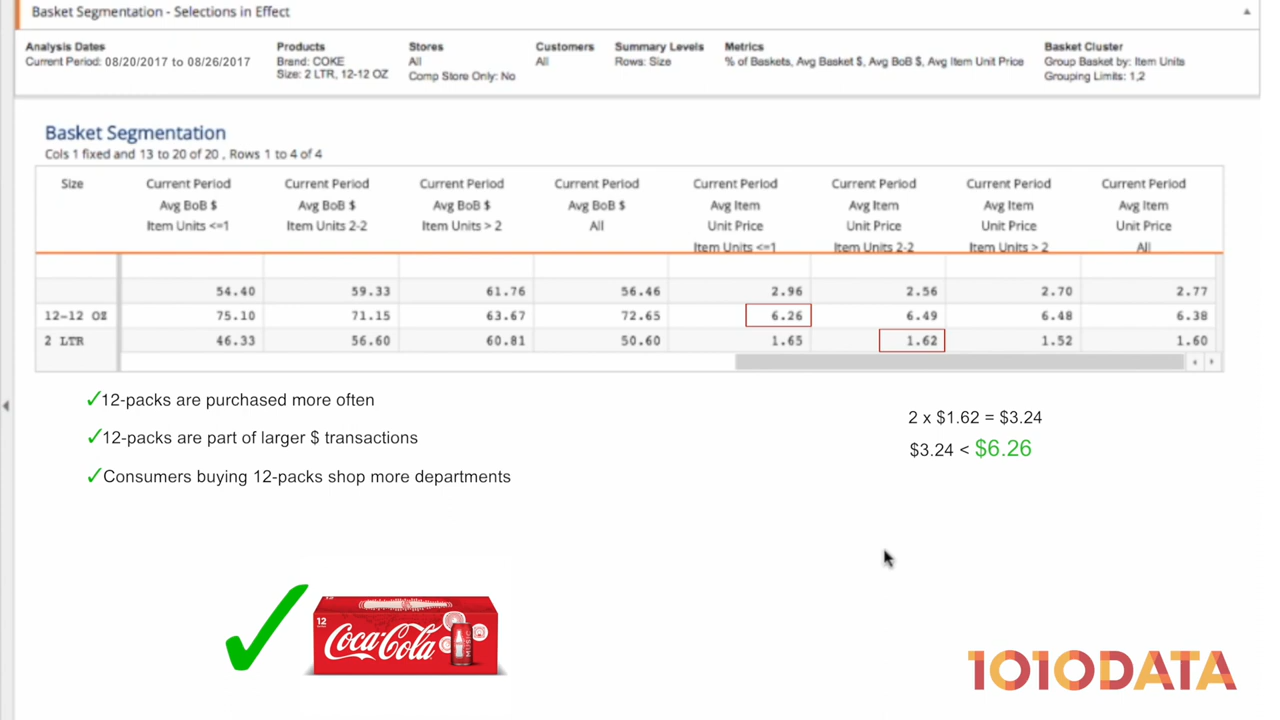 Basket Segmentation - Selections in Effect
Analysis Dates
Current Period: 08/20/2017 to 08/26/2017
Products
Brand: COKE
Size: 2 LTR, 12-12 OZ
Stores
All
Comp Store Only: No
Customers
All
Summary Levels
Rows: Size
Metrics
% of Baskets, Avg Basket $, Avg BoB $, Avg Item Unit Price
Basket Cluster
Group Basket by: Item Units
Grouping Limits: 1,2
Basket Segmentation
Cols 1 fixed and 13 to 20 of 20 , Rows 1 to 4 of 4
Size Current Period Current Period Current Period Current Period Current Period Current Period Current Period Current Period
Avg BoB $ Avg BoB $ Avg BoB $ Avg BoB $ Avg Item Avg Item Avg Item Avg Item
Item Units <=1 Item Units 2-2 Item Units > 2 All Unit Price Unit Price Unit Price Unit Price
Item Units <=1 Item Units 2-2 Item Units > 2 All
54.40 59.33 61.76 56.46 2.96 2.56 2.70 2.77
12-12 OZ 75.10 71.15 63.67 72.65 6.26 6.49 6.48 6.38
2 LTR 46.33 56.60 60.81 50.60 1.65 1.62 1.52 1.60
✓12-packs are purchased more often
✓12-packs are part of larger $ transactions
✓Consumers buying 12-packs shop more departments
2 x $1.62 = $3.24
$3.24 < $6.26
12
Coca-Cola
MUSIC
1010DATA